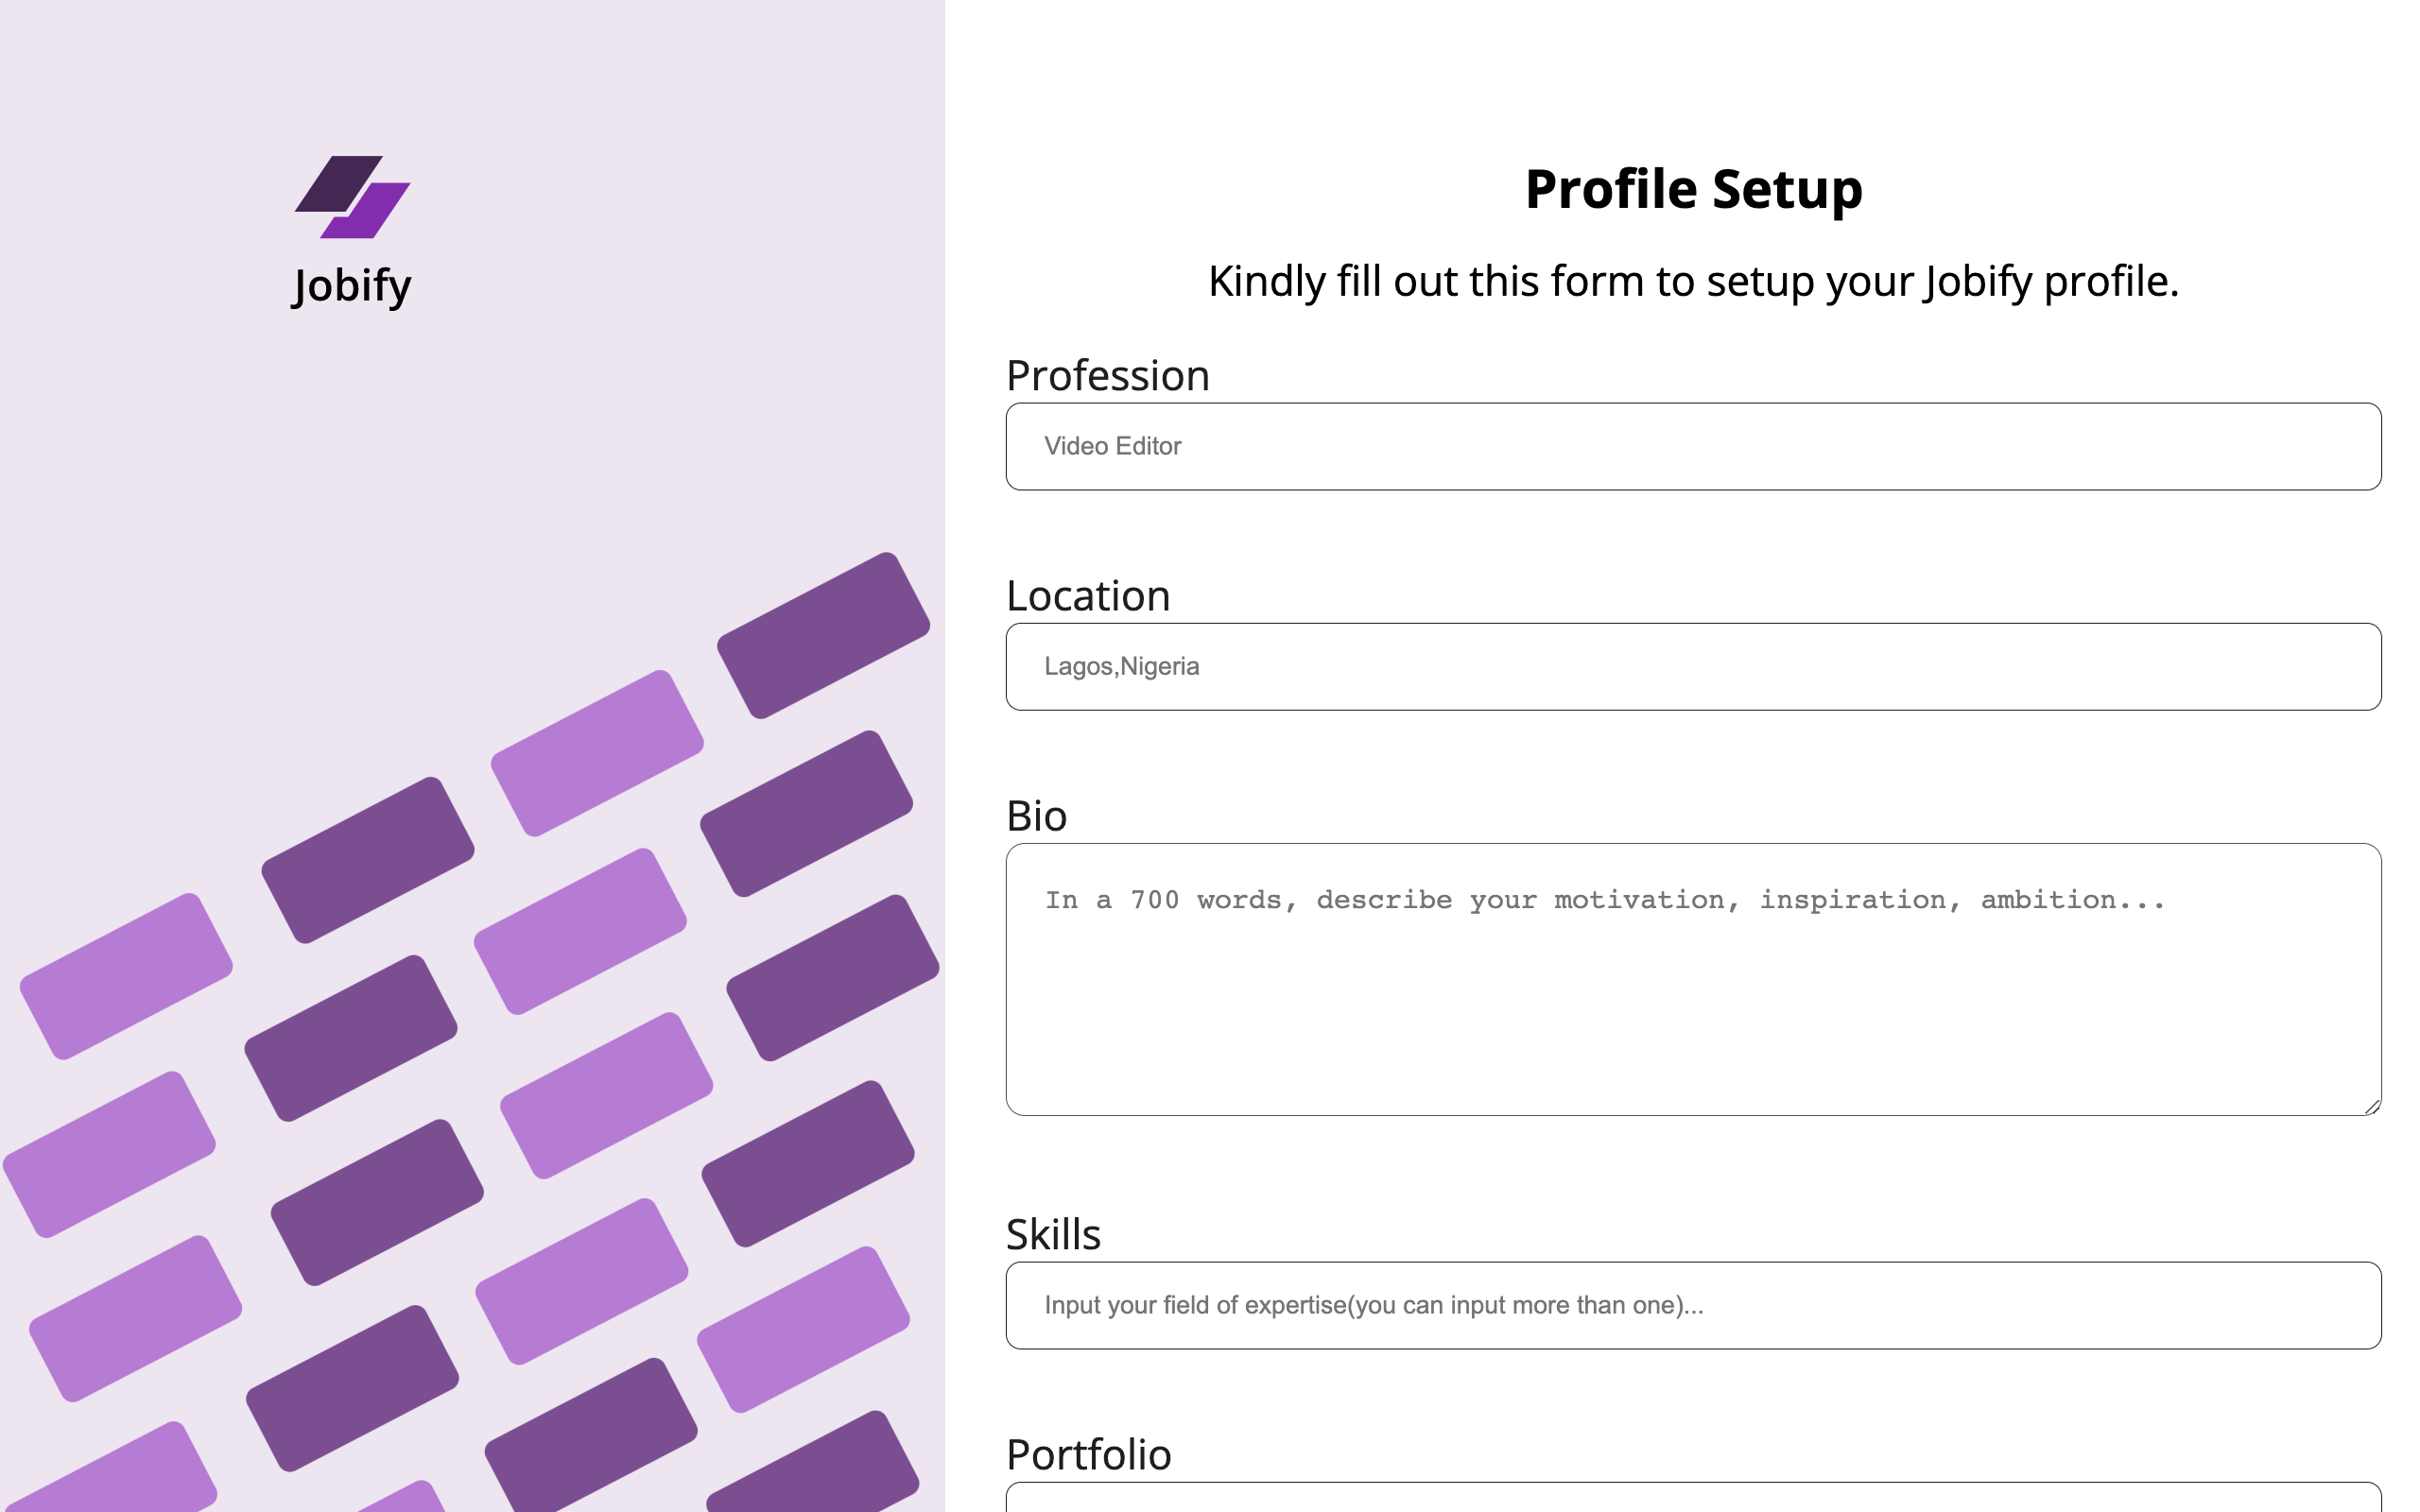 Jobify
Profile Setup
Kindly fill out this form to setup your Jobify profile.
Profession
Video Editor
Location
Lagos,Nigeria
Bio
In a 700 words, describe your motivation, inspiration, ambition...
Skills
Input your field of expertise(you can input more than one)...
Portfolio